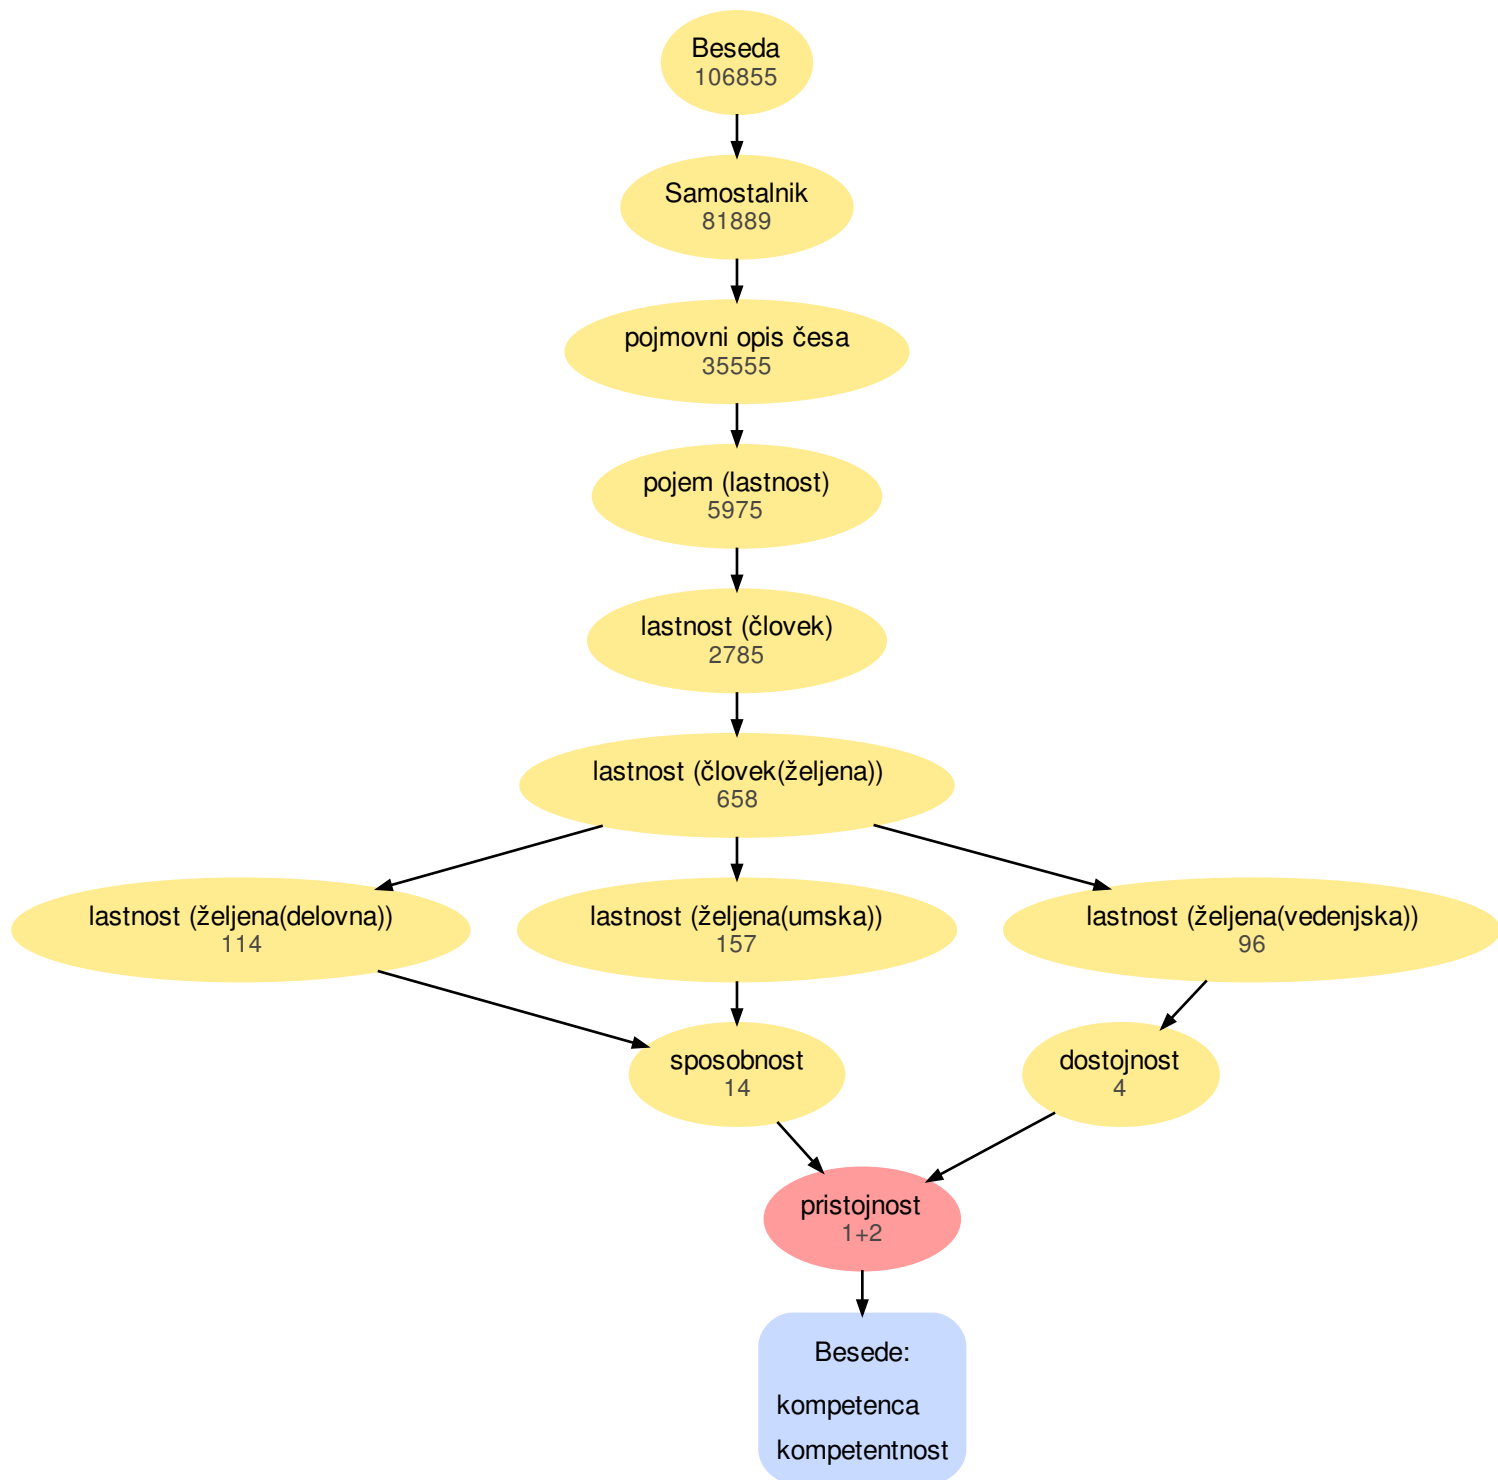 Beseda
106855
Samostalnik
81889
pojmovni opis česa
35555
pojem (lastnost)
5975
lastnost (človek)
2785
lastnost (človek(željena))
658
lastnost (željena(delovna))
114
lastnost (željena(umska))
157
lastnost (željena(vedenjska))
96
sposobnost
14
dostojnost
4
pristojnost
1+2
Besede:
kompetenca
kompetentnost